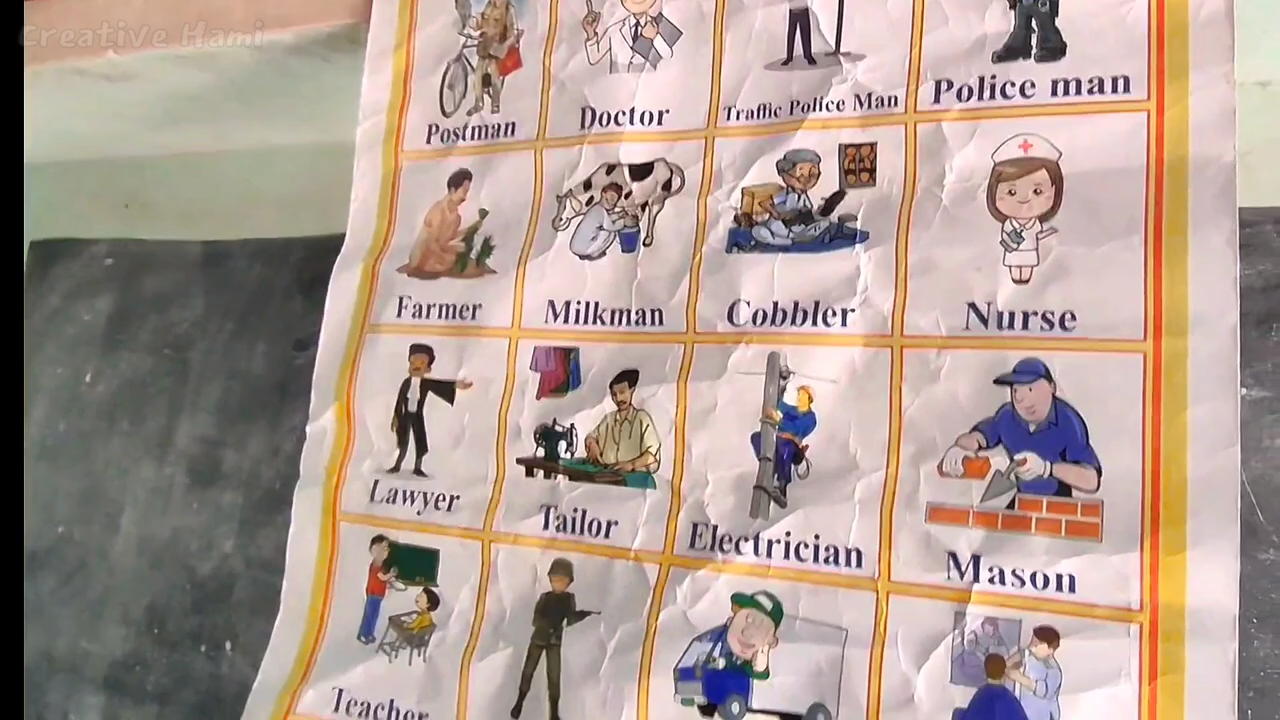 Creative Hami
Postman
Doctor
Traffic Police Man
Police man
Farmer
Milkman
Cobbler
Nurse
Lawyer
Tailor
Electrician
Mason
Teacher